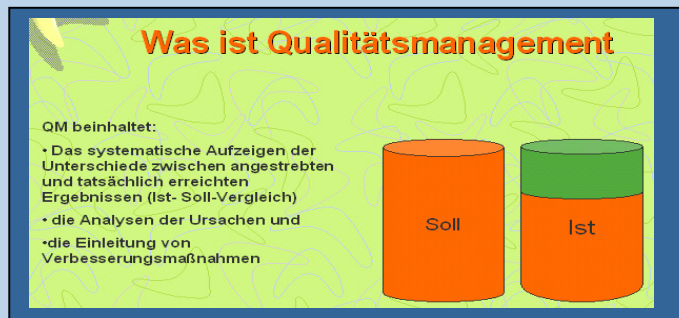 Was ist Qualitätsmanagement
QM beinhaltet:
• Das systematische Aufzeigen der
Unterschiede zwischen angestrebten
und tatsächlich erreichten
Ergebnissen (Ist- Soll-Vergleich)
• die Analysen der Ursachen und
•die Einleitung von
Verbesserungsmaßnahmen
Soll
Ist